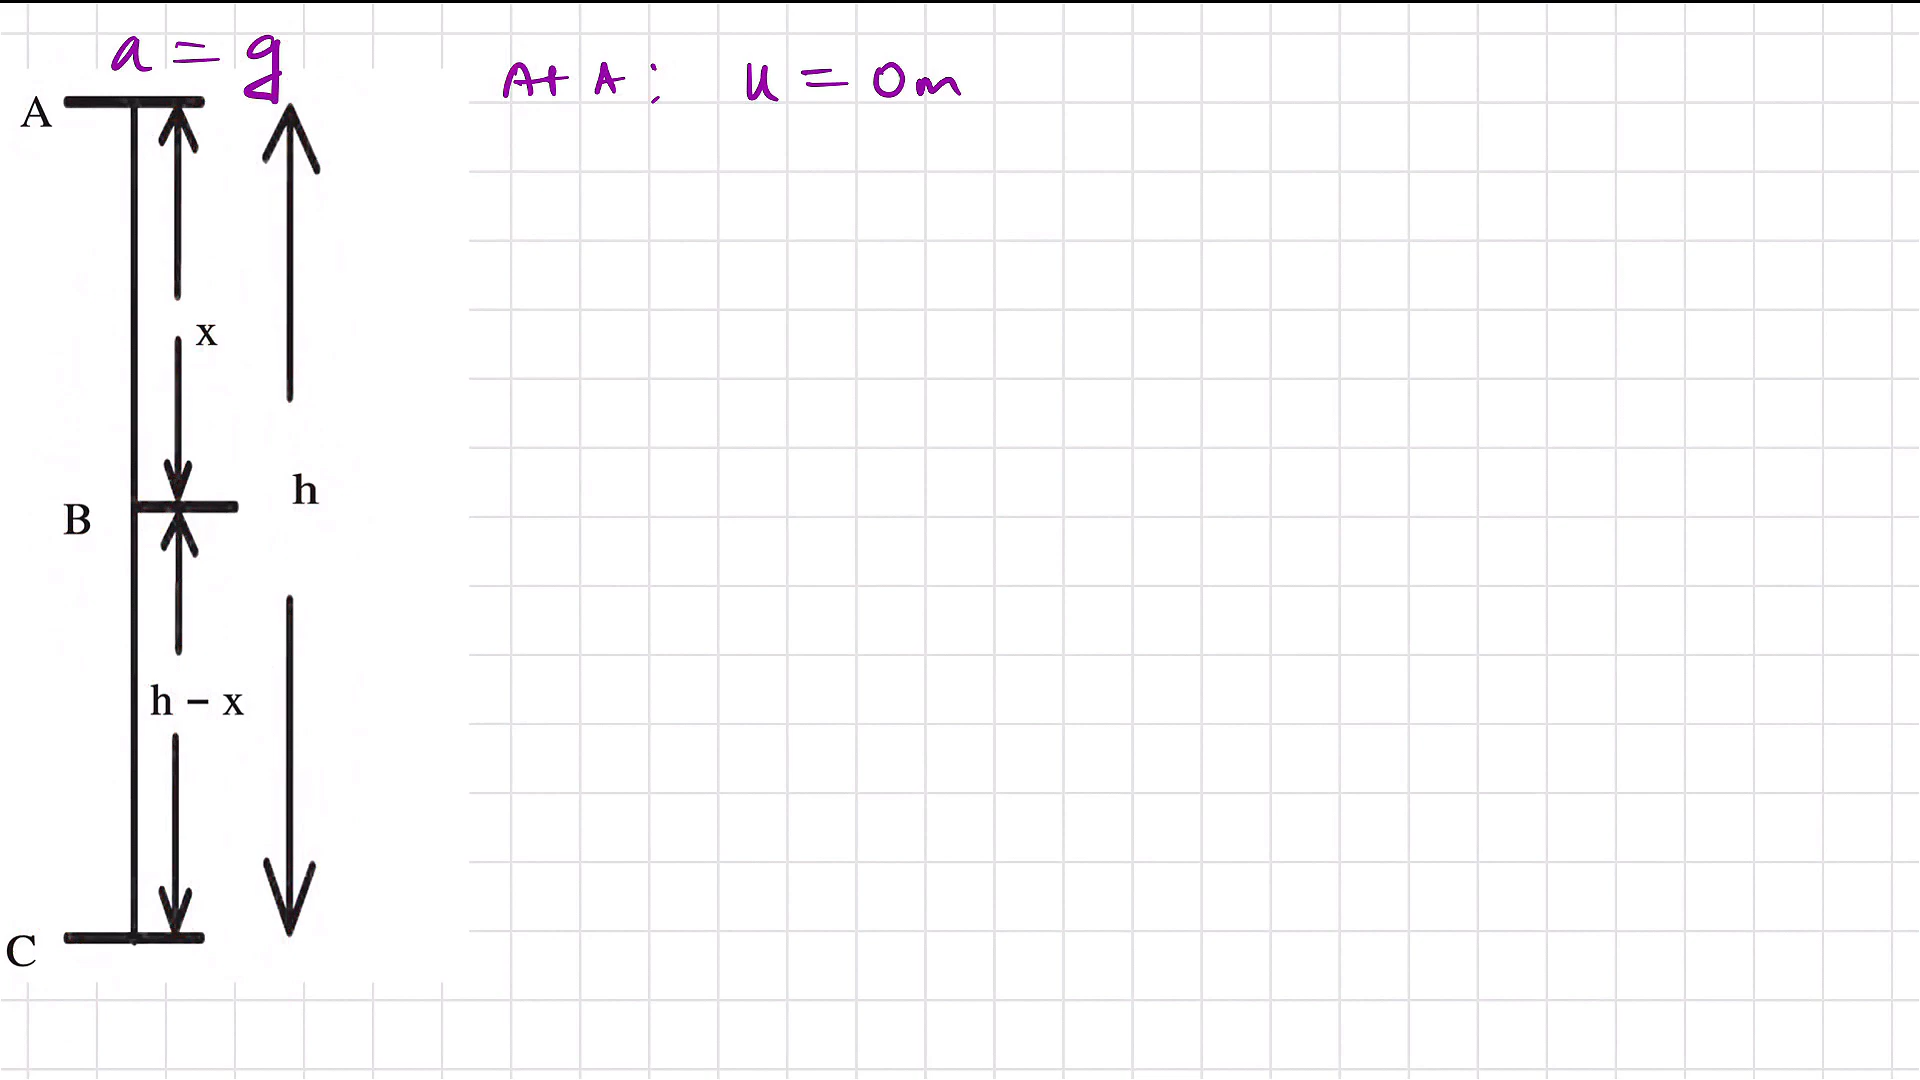 a = g
At A : u = 0m
A
x
h
B
h – x
C